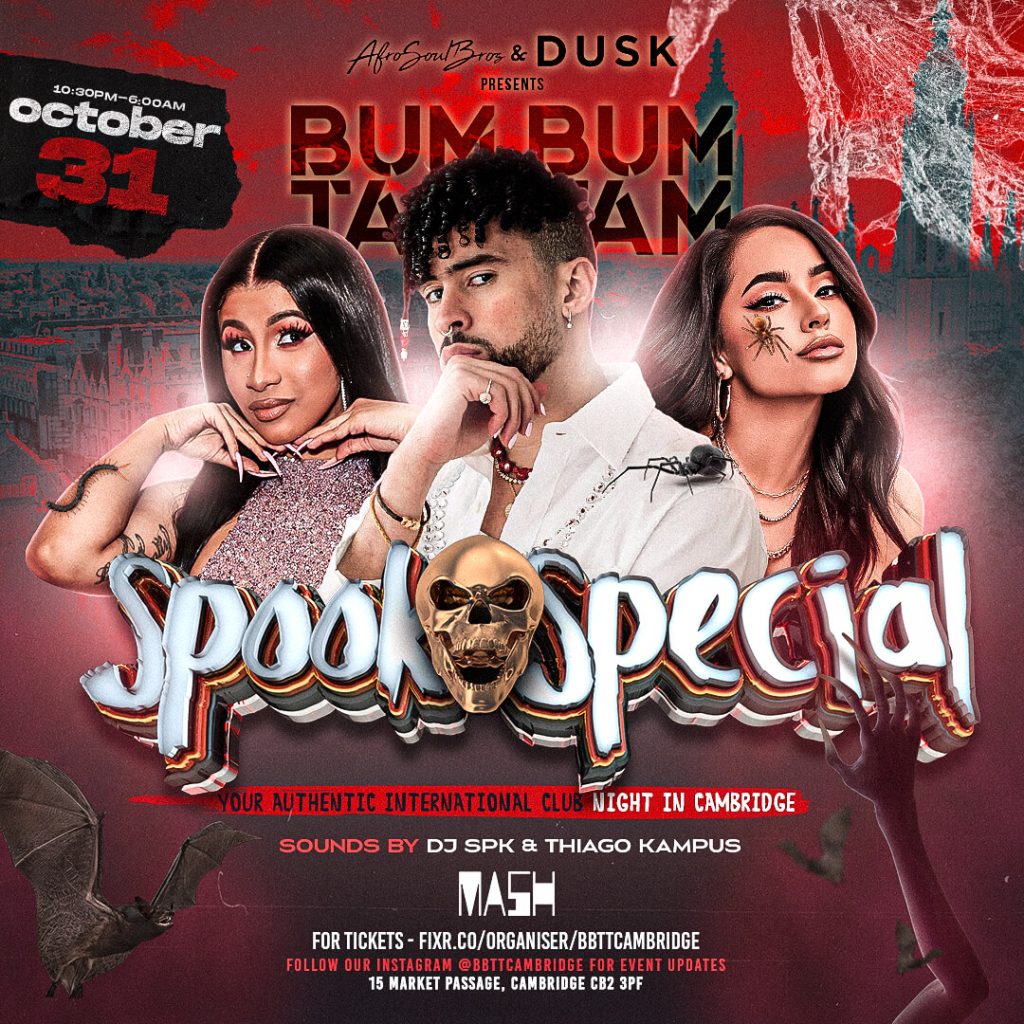 AfroSoulBros & DUSK
PRESENTS
10:30PM–6:00AM
october
31
BUM BUM
TA AM
Spook Special
YOUR AUTHENTIC INTERNATIONAL CLUB NIGHT IN CAMBRIDGE
SOUNDS BY DJ SPK & THIAGO KAMPUS
MASH
FOR TICKETS - FIXR.CO/ORGANISER/BBTTCAMBRIDGE
FOLLOW OUR INSTAGRAM @BBTTCAMBRIDGE FOR EVENT UPDATES
15 MARKET PASSAGE, CAMBRIDGE CB2 3PF